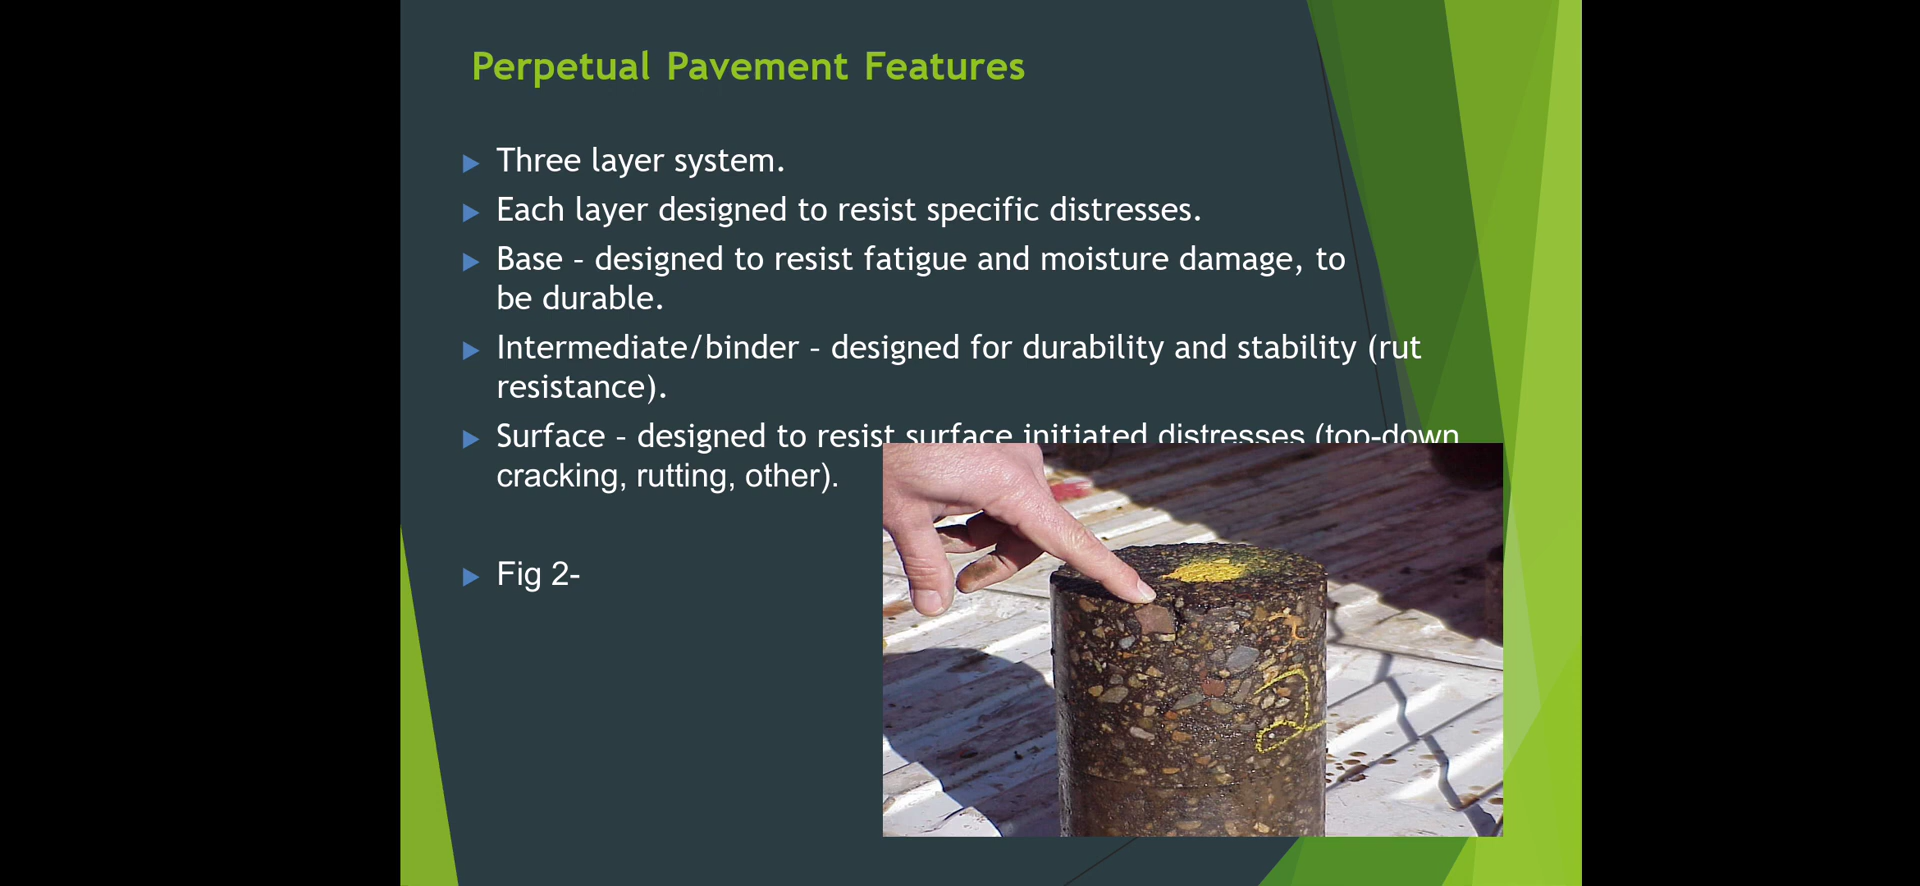 Perpetual Pavement Features
Three layer system.
Each layer designed to resist specific distresses.
Base – designed to resist fatigue and moisture damage, to
be durable.
Intermediate/binder – designed for durability and stability (rut
resistance).
Surface – designed to resist surface initiated distresses (top-down
cracking, rutting, other).
Fig 2-